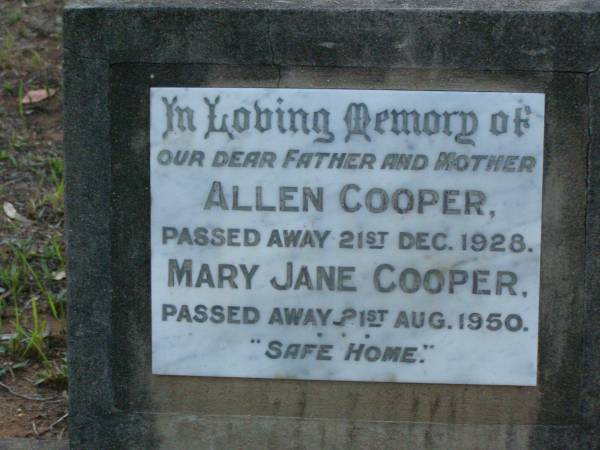 In Loving Memory of
OUR DEAR FATHER AND MOTHER
ALLEN COOPER,
PASSED AWAY 21ST DEC. 1928.
MARY JANE COOPER,
PASSED AWAY 21ST AUG. 1950.
"SAFE HOME."